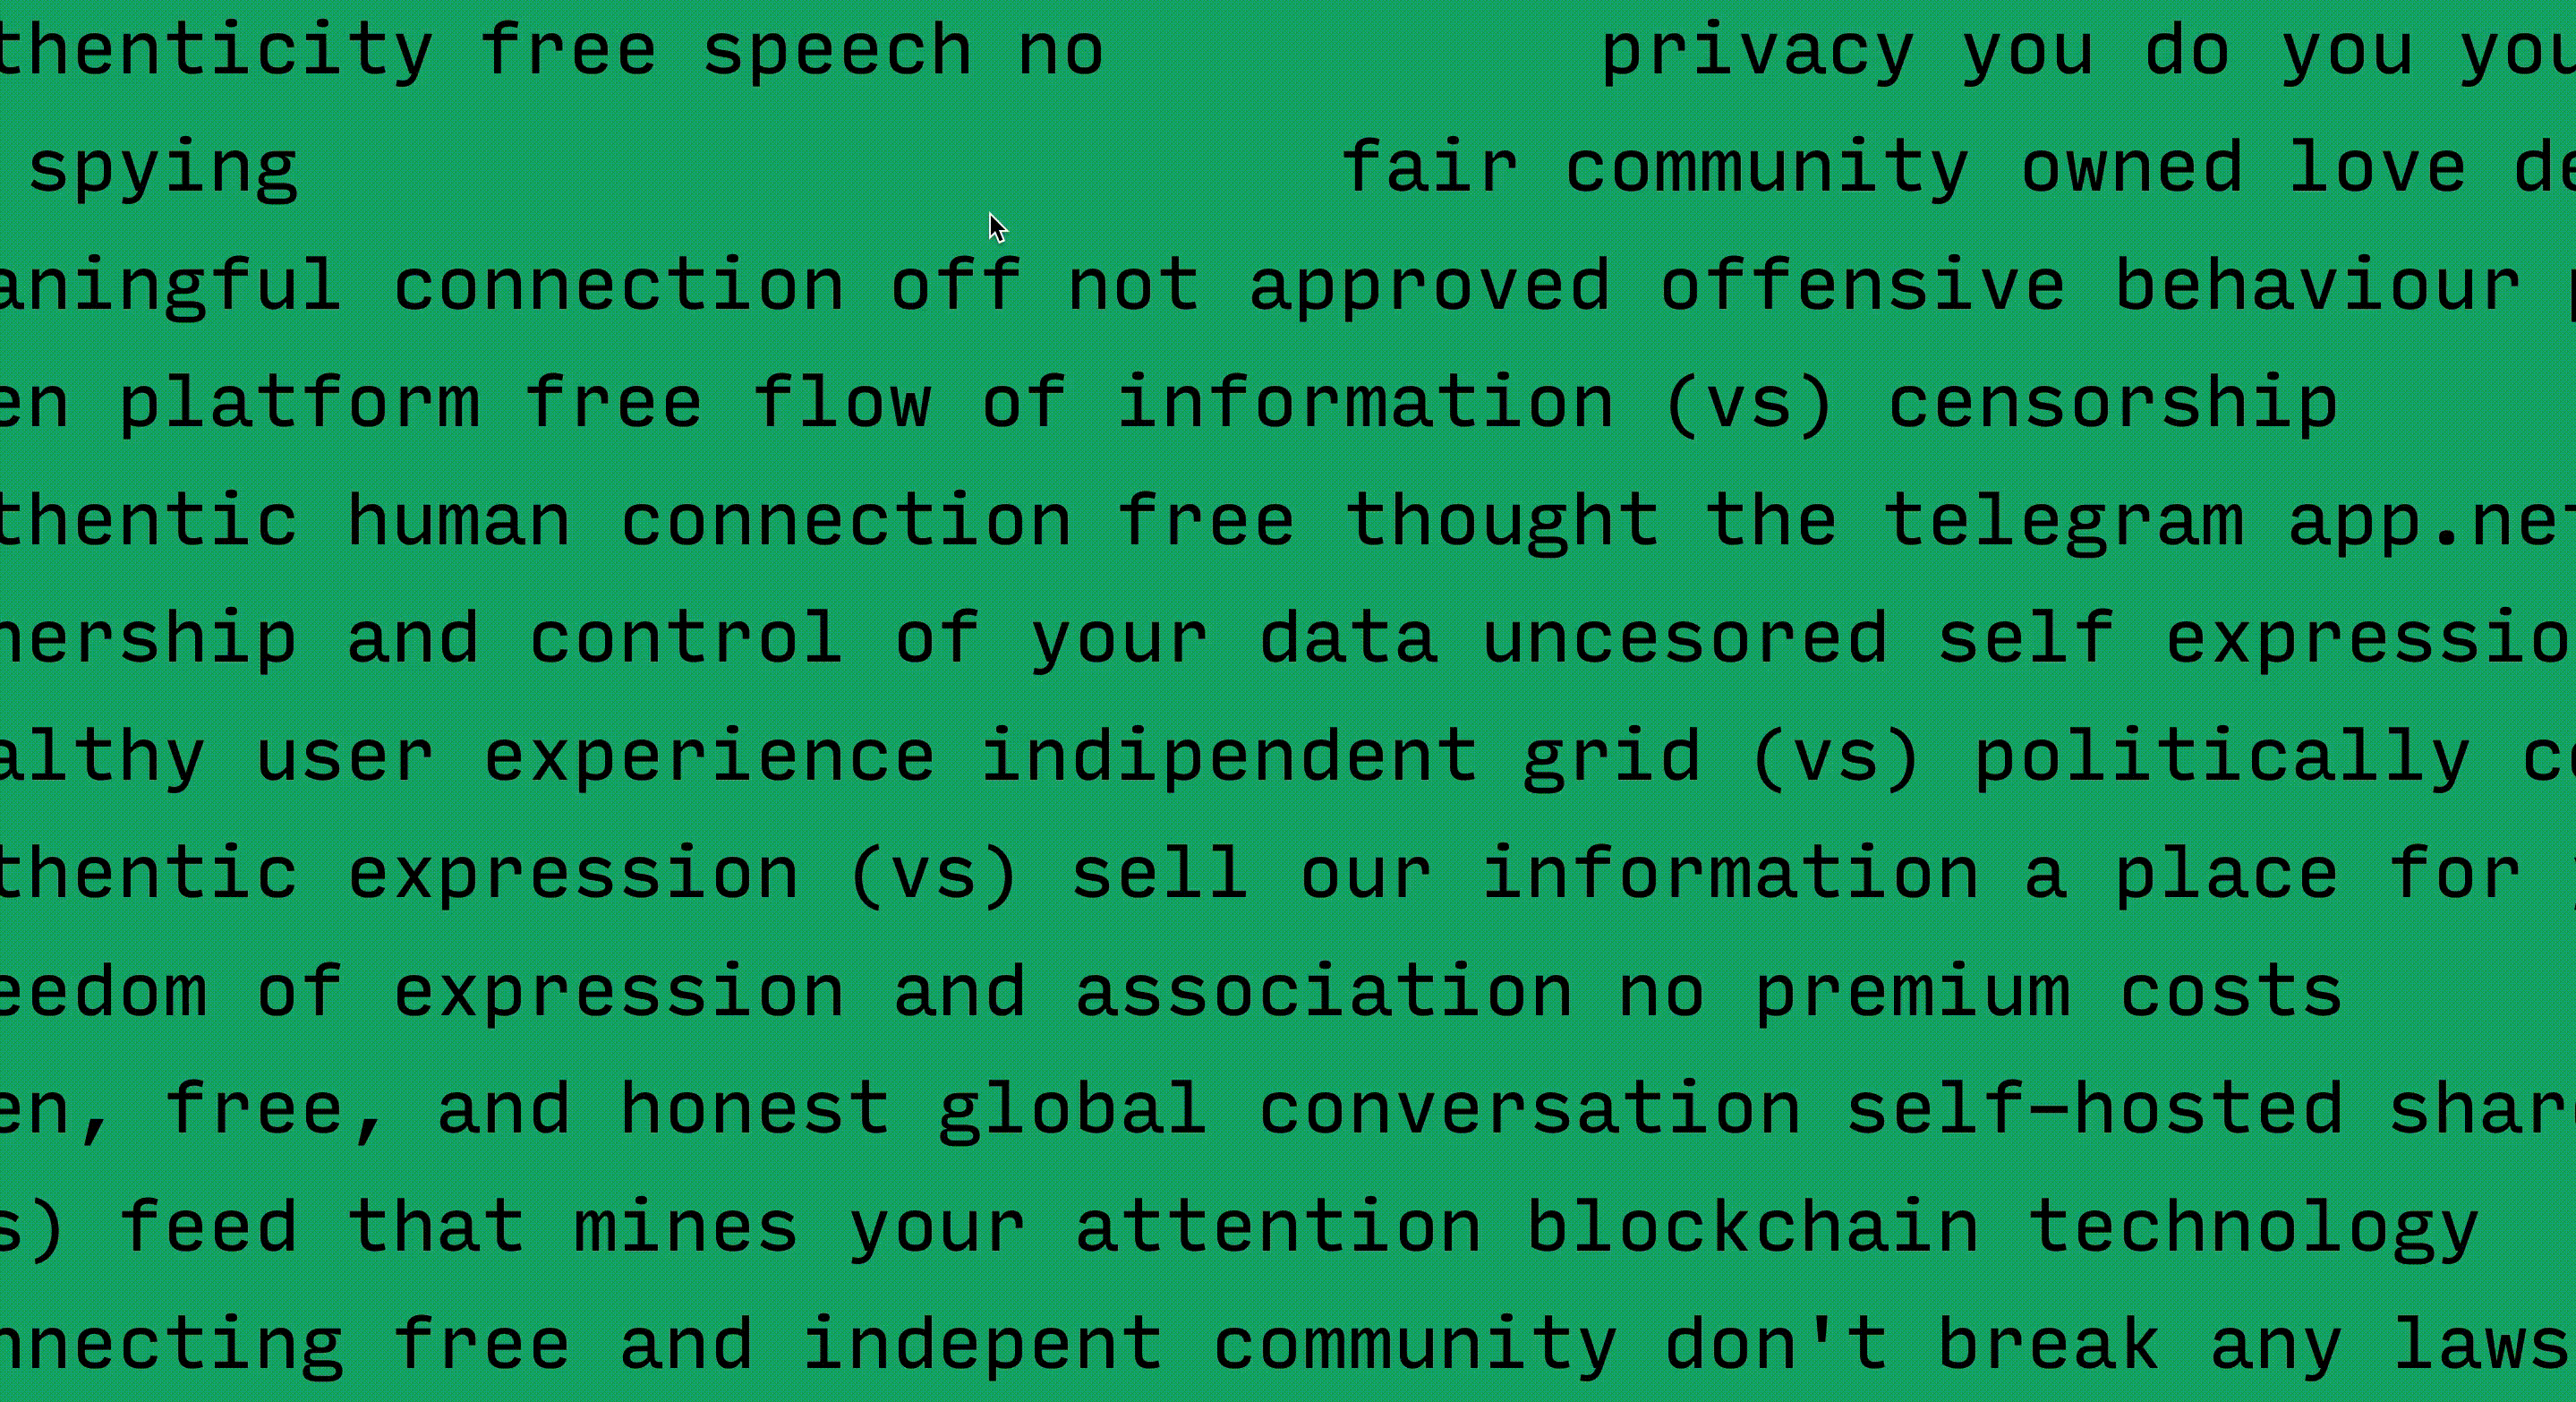 thenticity free speech no privacy you do you you
spying fair community owned love de
aningful connection off not approved offensive behaviour
en platform free flow of information (vs) censorship
thentic human connection free thought the telegram app.net
nership and control of your data uncesored self expressio
althy user experience indipendent grid (vs) politically
thentic expression (vs) sell our information a place for
eedom of expression and association no premium costs
en, free, and honest global conversation self-hosted shar
s) feed that mines your attention blockchain technology
nnecting free and indepent community don't break any laws